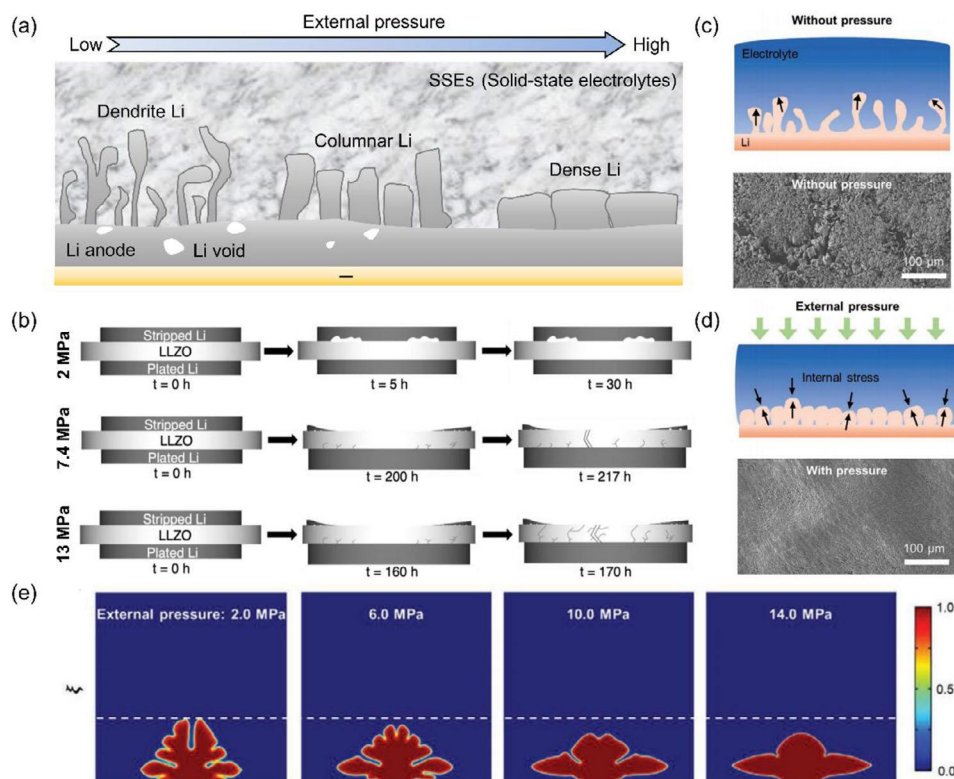 (a)
External pressure
Low
High
SSEs (Solid-state electrolytes)
Dendrite Li
Columnar Li
Dense Li
Li anode
Li void
–
(b)
2 MPa
Stripped Li
LLZO
Plated Li
t = 0 h
t = 5 h
t = 30 h
7.4 MPa
Stripped Li
LLZO
Plated Li
t = 0 h
t = 200 h
t = 217 h
13 MPa
Stripped Li
LLZO
Plated Li
t = 0 h
t = 160 h
t = 170 h
(c)
Without pressure
Electrolyte
Li
Without pressure
100 μm
(d)
External pressure
Internal stress
With pressure
100 μm
(e)
External pressure: 2.0 MPa
6.0 MPa
10.0 MPa
14.0 MPa
ξ
1.0
0.5
0.0